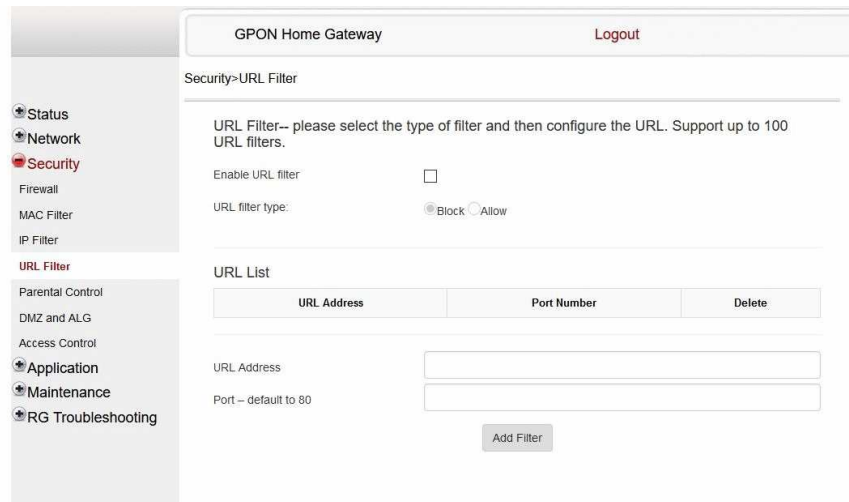 GPON Home Gateway
Logout
Security>URL Filter
Status
Network
Security
Firewall
MAC Filter
IP Filter
URL Filter
Parental Control
DMZ and ALG
Access Control
Application
Maintenance
RG Troubleshooting
URL Filter-- please select the type of filter and then configure the URL. Support up to 100
URL filters.
Enable URL filter
URL filter type:
Block Allow
URL List
URL Address Port Number Delete
URL Address
Port – default to 80
Add Filter